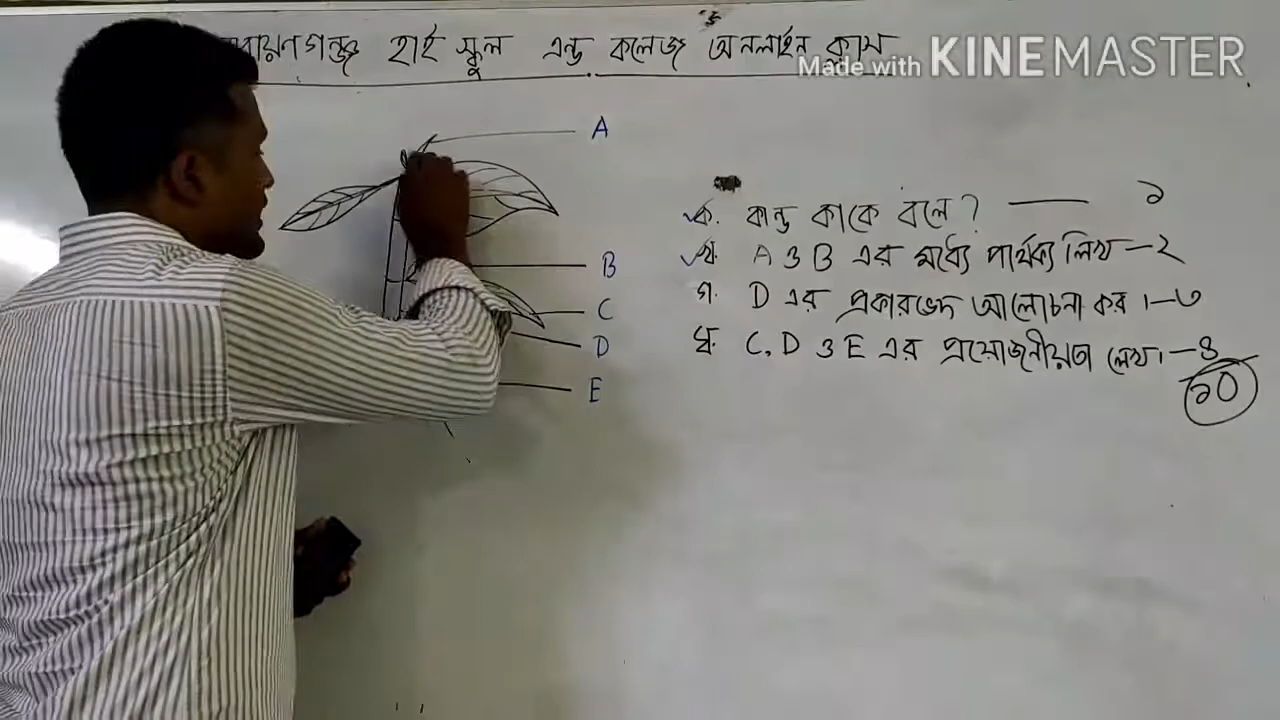 রায়ণগঞ্জ হাই স্কুল এন্ড কলেজ অনলাইন ক্লাস
Made with KINEMASTER
A
B
C
D
E
ক. কান্ড কাকে বলে? — ১
খ. A ও B এর মধ্যে পার্থক্য লিখ – ২
গ. D এর প্রকারভেদ আলোচনা কর। – ৩
ঘ. C, D ও E এর প্রয়োজনীয়তা লেখ। – ৪
১০